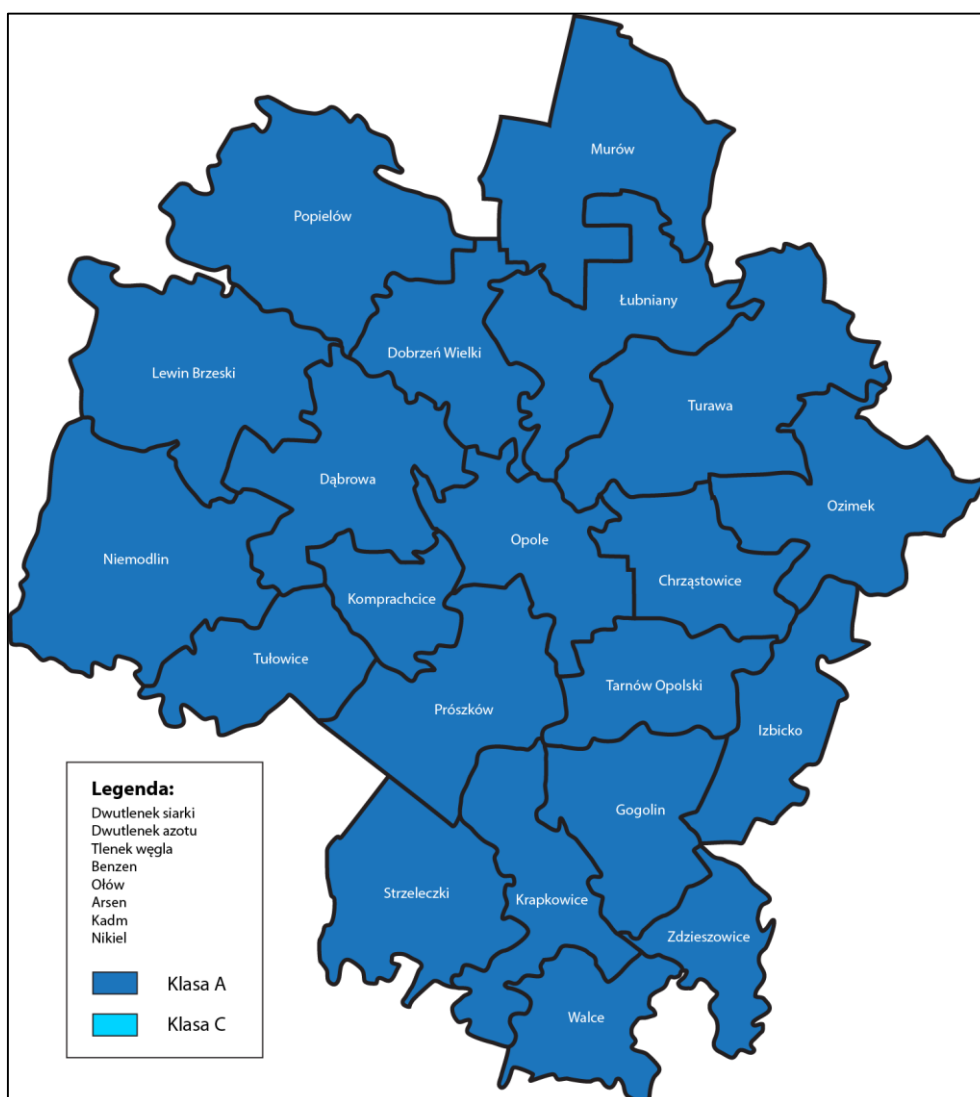 Murów
Popielów
Łubniany
Dobrzeń Wielki
Lewin Brzeski
Turawa
Dąbrowa
Ozimek
Opole
Niemodlin
Chrząstowice
Komprachcice
Tułowice
Tarnów Opolski
Prószków
Izbicko
Gogolin
Strzeleczki
Krapkowice
Zdzieszowice
Walce
Legenda:
Dwutlenek siarki
Dwutlenek azotu
Tlenek węgla
Benzen
Ołów
Arsen
Kadm
Nikiel
Klasa A
Klasa C